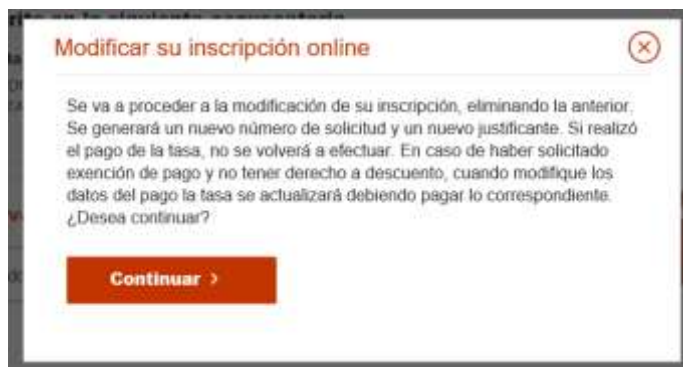 Modificar su inscripción online
Se va a proceder a la modificación de su inscripción, eliminando la anterior.
Se generará un nuevo número de solicitud y un nuevo justificante. Si realizó
el pago de la tasa, no se volverá a efectuar. En caso de haber solicitado
exención de pago y no tener derecho a descuento, cuando modifique los
datos del pago la tasa se actualizará debiendo pagar lo correspondiente.
¿Desea continuar?
Continuar >